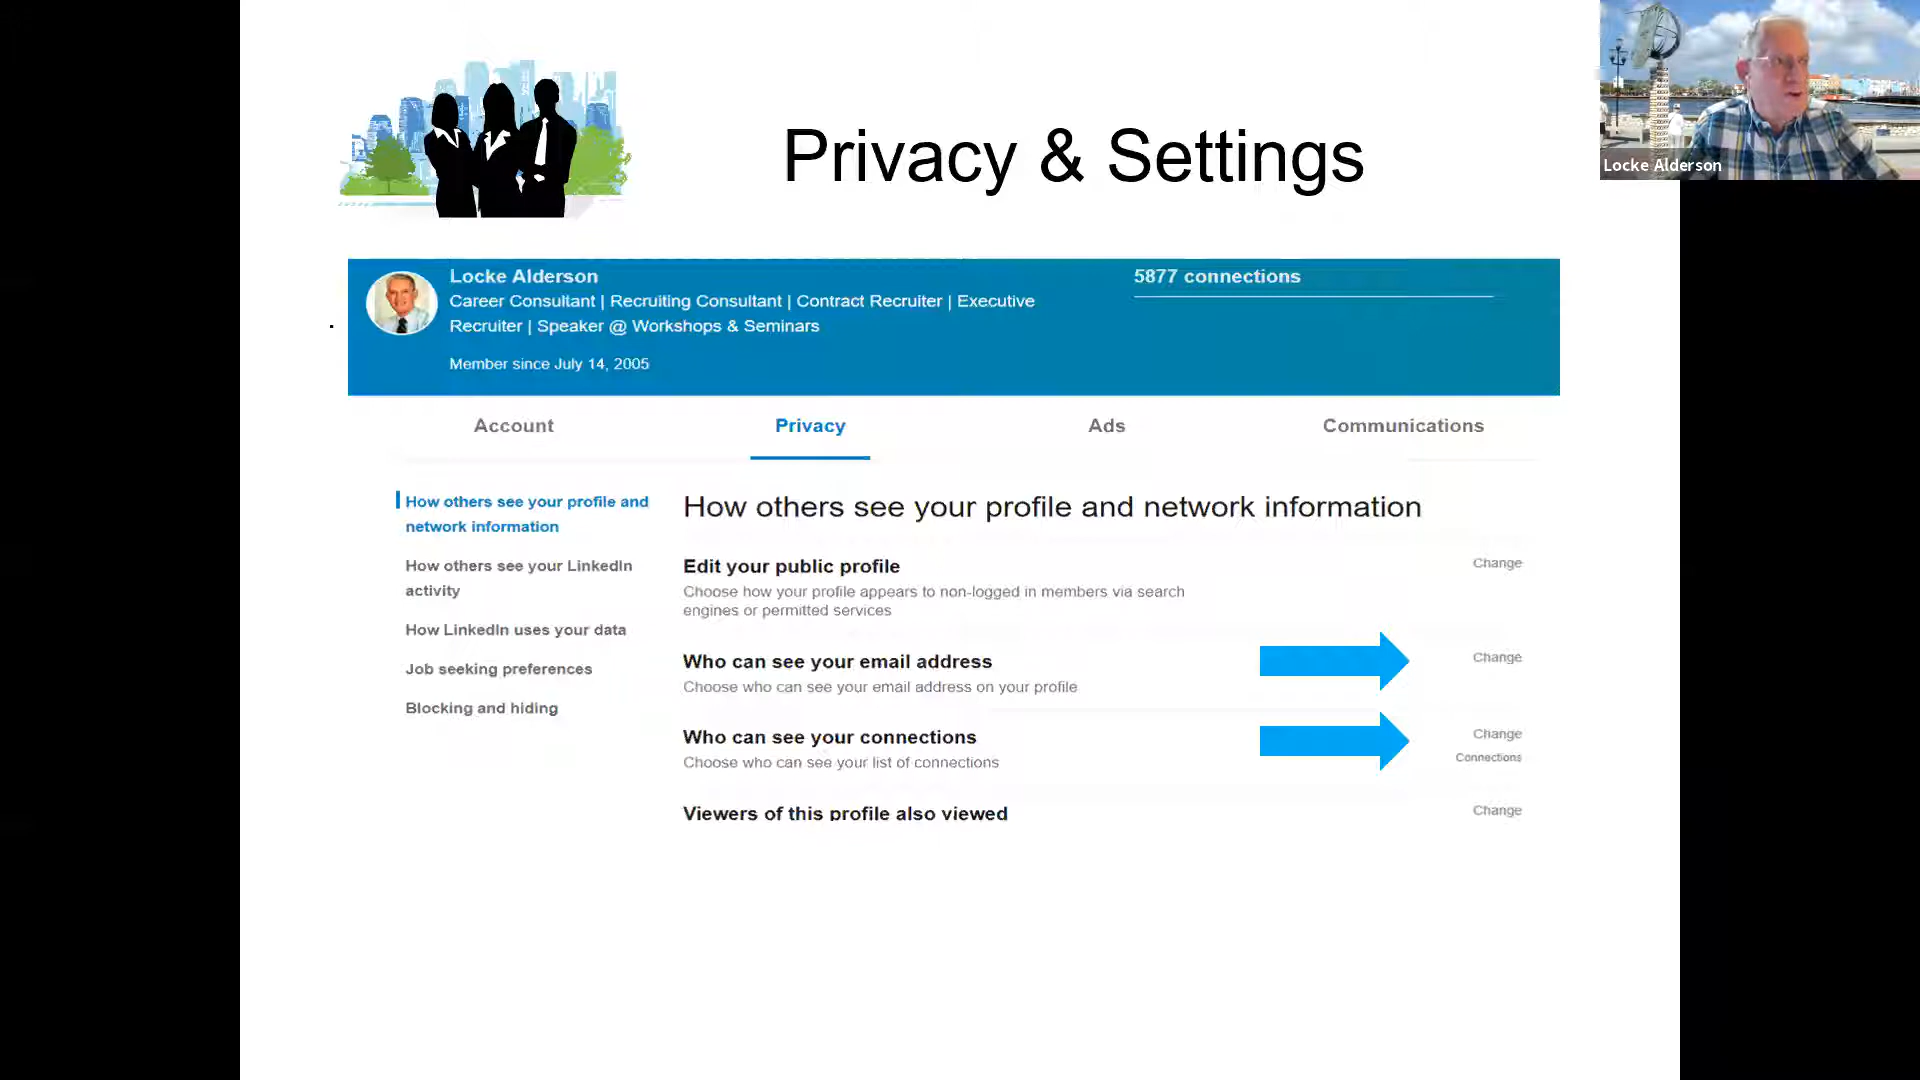 Privacy & Settings
Locke Alderson
Locke Alderson
5877 connections
Career Consultant | Recruiting Consultant | Contract Recruiter | Executive
Recruiter | Speaker @ Workshops & Seminars
Member since July 14, 2005
Account
Privacy
Ads
Communications
How others see your profile and
network information
How others see your LinkedIn
activity
How LinkedIn uses your data
Job seeking preferences
Blocking and hiding
How others see your profile and network information
Edit your public profile
Change
Choose how your profile appears to non-logged in members via search
engines or permitted services
Who can see your email address
Change
Choose who can see your email address on your profile
Who can see your connections
Change
Choose who can see your list of connections
Connections
Viewers of this profile also viewed
Change